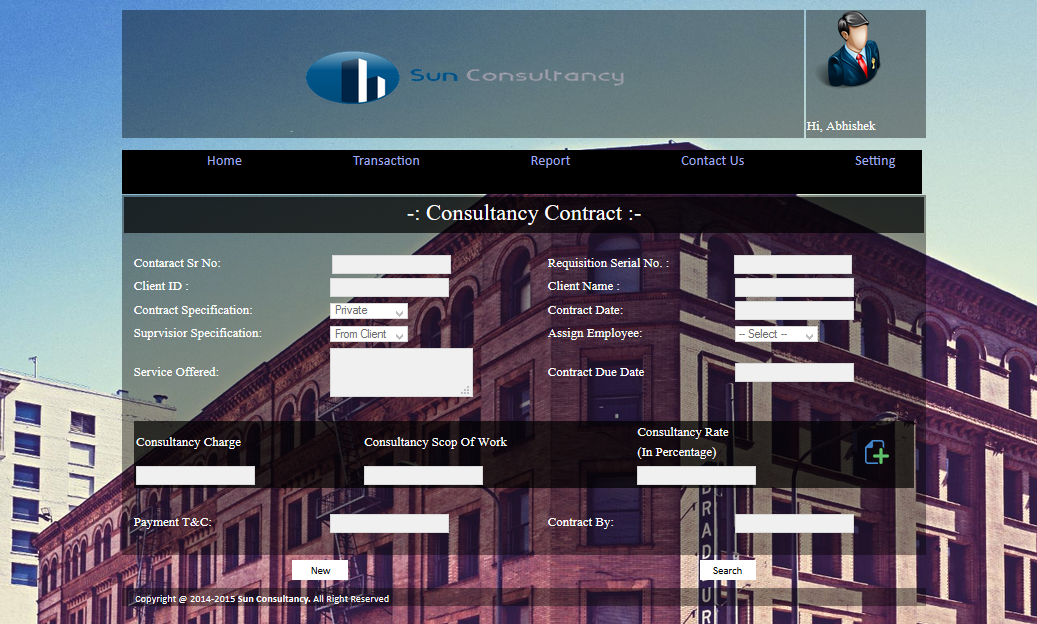 Sun Consultancy
Hi, Abhishek
Home Transaction Report Contact Us Setting
-: Consultancy Contract :-
Contaract Sr No: Requisition Serial No. :
Client ID : Client Name :
Contract Specification: Private Contract Date:
Suprvisior Specification: From Client Assign Employee: -- Select --
Service Offered: Contract Due Date
Consultancy Charge Consultancy Scop Of Work Consultancy Rate
(In Percentage)
Payment T&C: Contract By:
New Search
Copyright @ 2014-2015 Sun Consultancy. All Right Reserved